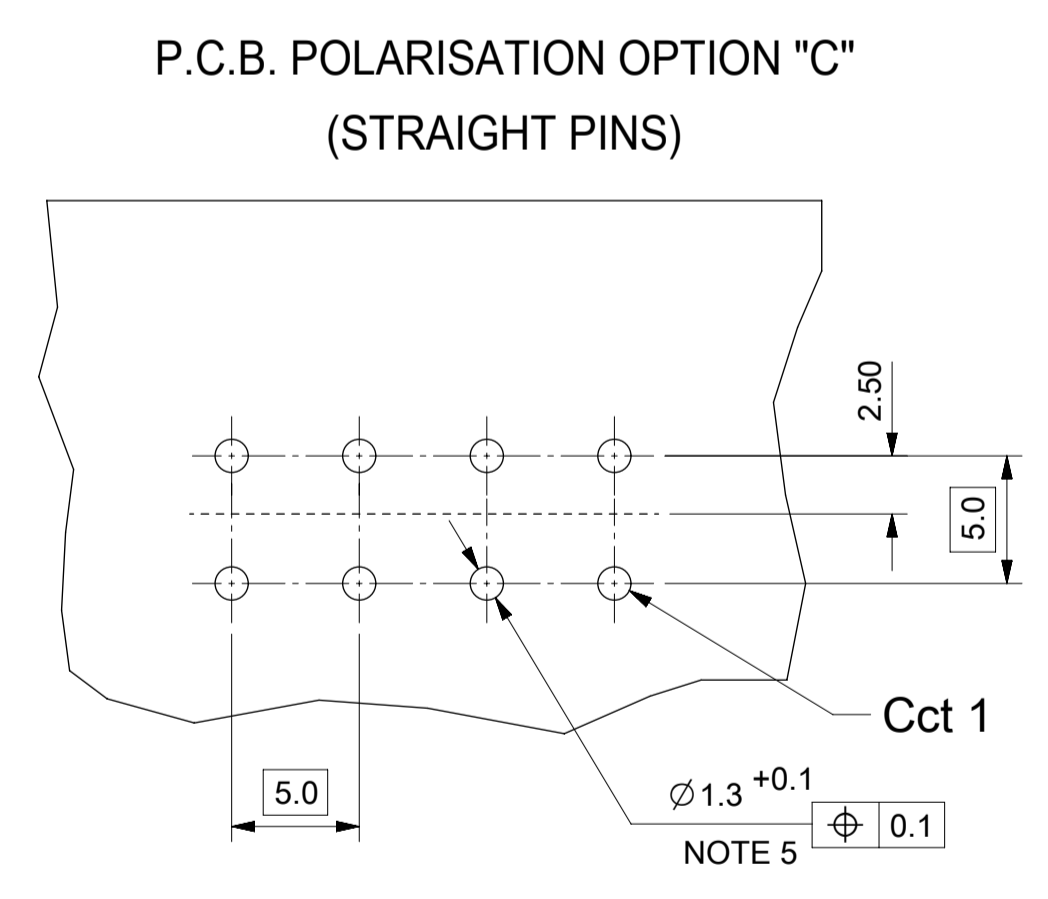 P.C.B. POLARISATION OPTION "C"
(STRAIGHT PINS)
2.50
5.0
Cct 1
5.0
⌀1.3 +0.1
⌖ 0.1
NOTE 5